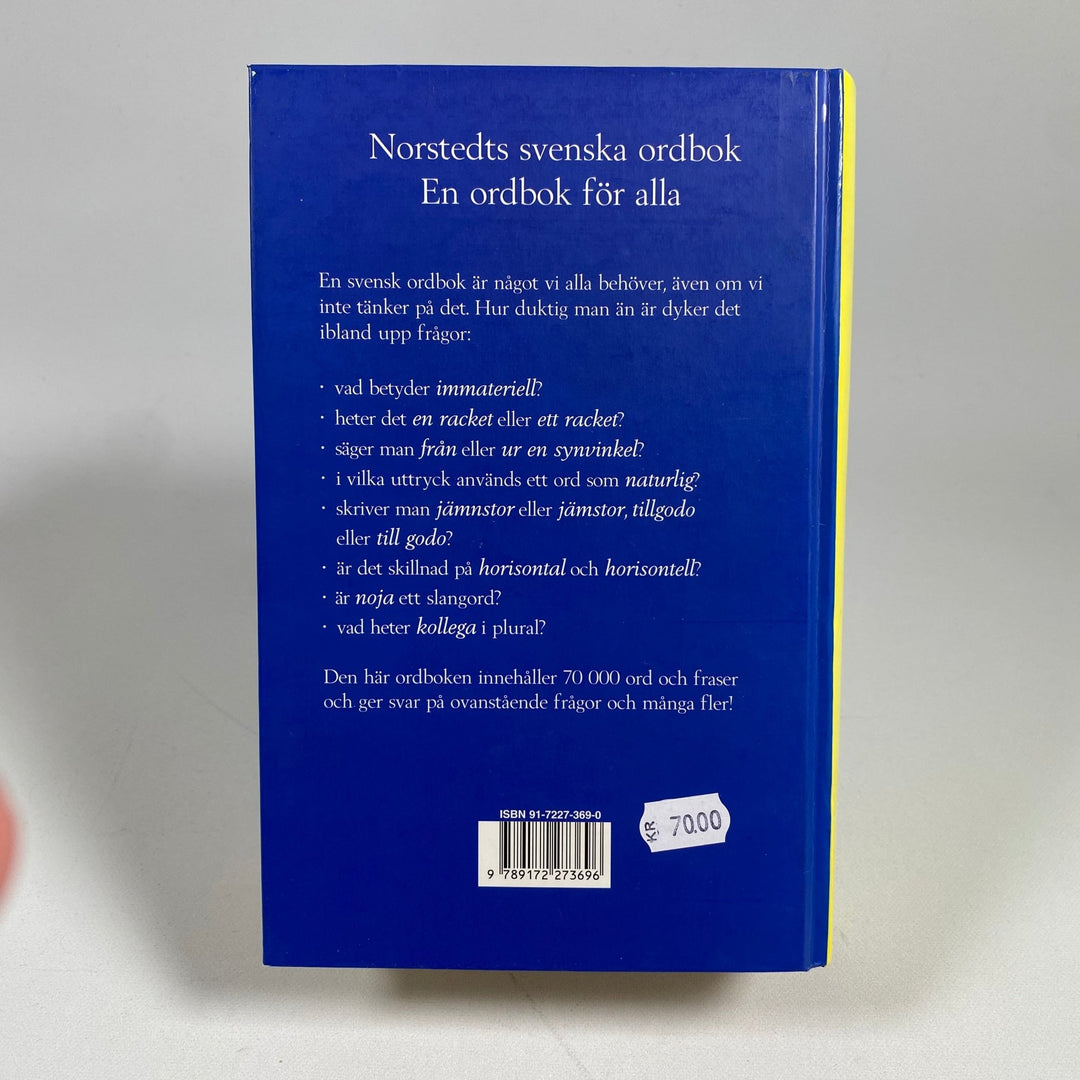 Norstedts svenska ordbok
En ordbok för alla
En svensk ordbok är något vi alla behöver, även om vi
inte tänker på det. Hur duktig man än är dyker det
ibland upp frågor:
· vad betyder immateriell?
· heter det en racket eller ett racket?
· säger man från eller ur en synvinkel?
· i vilka uttryck används ett ord som naturlig?
· skriver man jämnstor eller jämstor, tillgodo
eller till godo?
· är det skillnad på horisontal och horisontell?
· är noja ett slangord?
· vad heter kollega i plural?
Den här ordboken innehåller 70 000 ord och fraser
och ger svar på ovanstående frågor och många fler!
ISBN 91-7227-369-0
9 789172 273696
KR 70.00